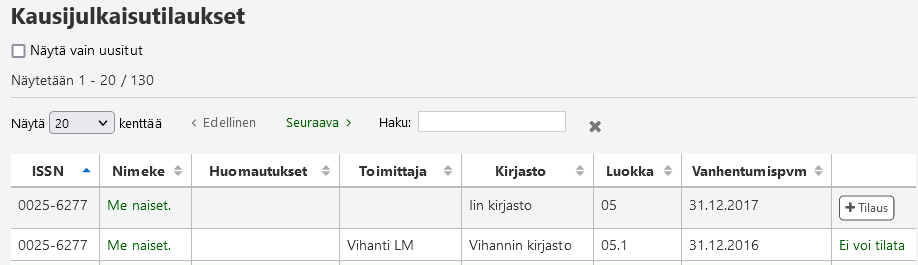 Kausijulkaisutilaukset
Näytä vain uusitut
Näytetään 1 - 20 / 130
Näytä 20 kenttää Edellinen Seuraava Haku:
ISSN Nimeke Huomautukset Toimittaja Kirjasto Luokka Vanhentumispvm
0025-6277 Me naiset. Iin kirjasto 05 31.12.2017 + Tilaus
0025-6277 Me naiset. Vihanti LM Vihannin kirjasto 05.1 31.12.2016 Ei voi tilata